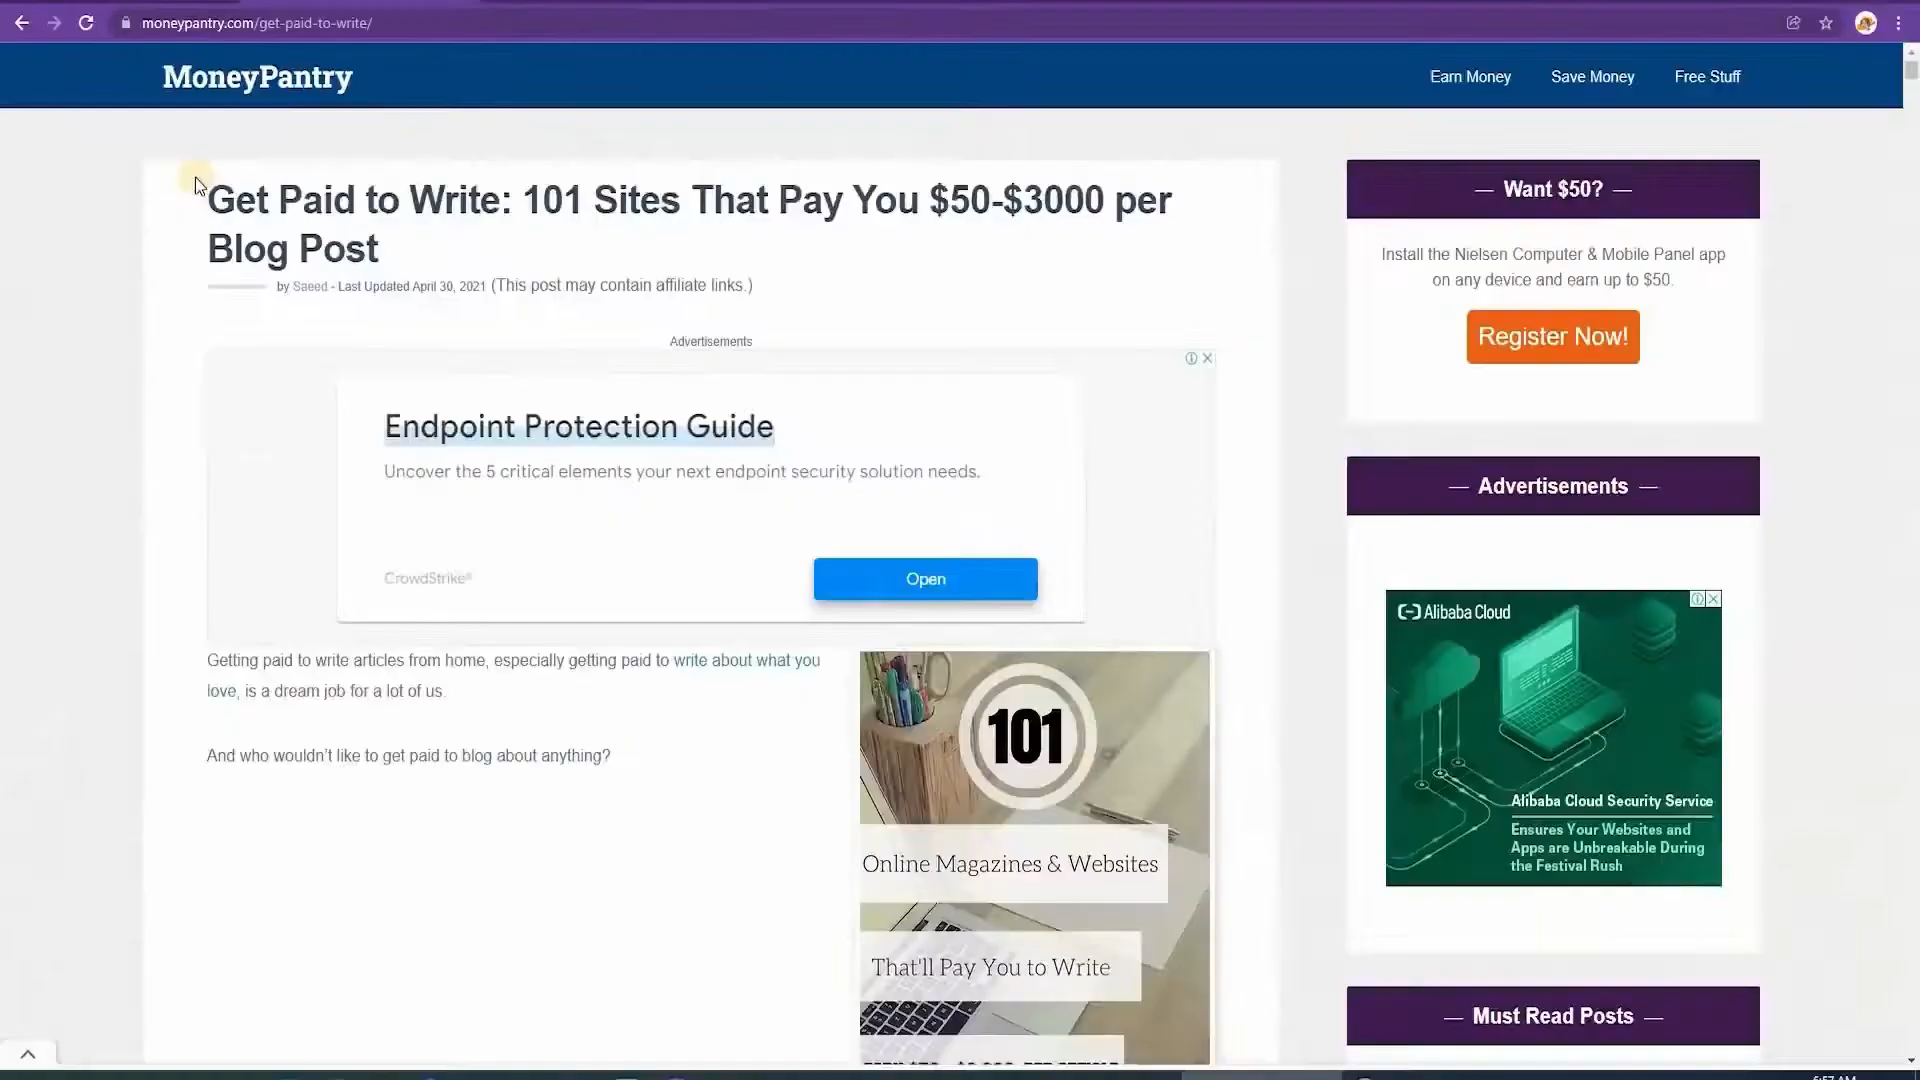 moneypantry.com/get-paid-to-write/
MoneyPantry
Earn Money
Save Money
Free Stuff
Get Paid to Write: 101 Sites That Pay You $50-$3000 per
Blog Post
by Saeed - Last Updated April 30, 2021 (This post may contain affiliate links.)
Advertisements
Endpoint Protection Guide
Uncover the 5 critical elements your next endpoint security solution needs.
CrowdStrike®
Open
Getting paid to write articles from home, especially getting paid to write about what you
love, is a dream job for a lot of us.
And who wouldn’t like to get paid to blog about anything?
101
Online Magazines & Websites
That'll Pay You to Write
— Want $50? —
Install the Nielsen Computer & Mobile Panel app
on any device and earn up to $50.
Register Now!
— Advertisements —
Alibaba Cloud
Alibaba Cloud Security Service
Ensures Your Websites and
Apps are Unbreakable During
the Festival Rush
— Must Read Posts —